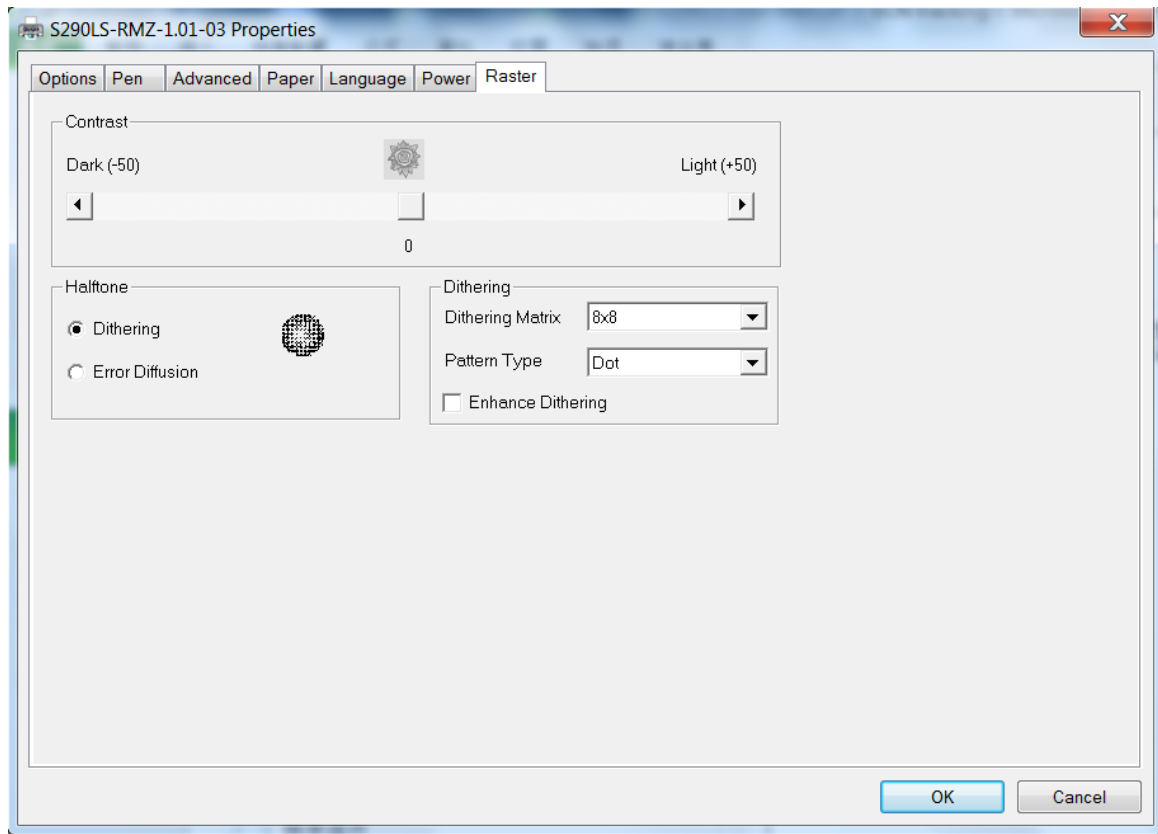 S290LS-RMZ-1.01-03 Properties
Options Pen Advanced Paper Language Power Raster
Contrast
Dark (-50) Light (+50)
0
Halftone
Dithering
Error Diffusion
Dithering
Dithering Matrix 8x8
Pattern Type Dot
Enhance Dithering
OK Cancel